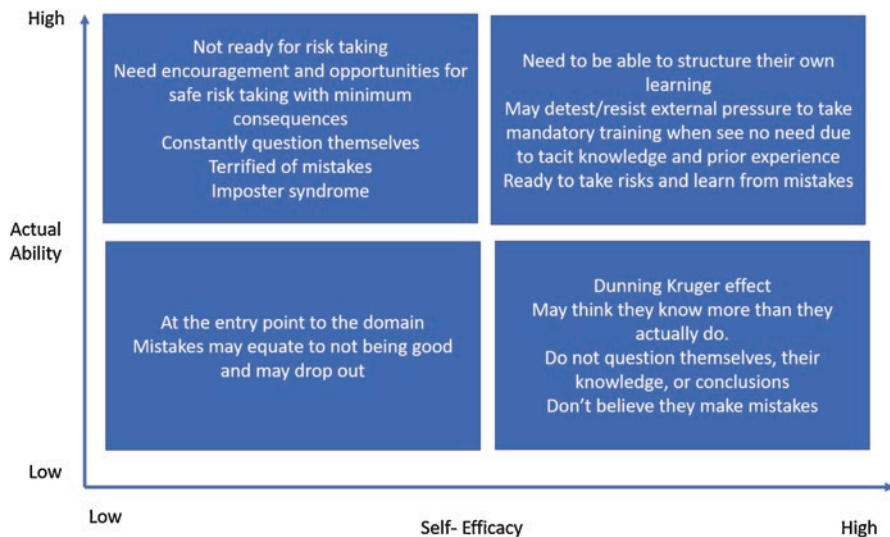 High
Not ready for risk taking
Need encouragement and opportunities for
safe risk taking with minimum
consequences
Constantly question themselves
Terrified of mistakes
Imposter syndrome
Need to be able to structure their own
learning
May detest/resist external pressure to take
mandatory training when see no need due
to tacit knowledge and prior experience
Ready to take risks and learn from mistakes
Actual
Ability
At the entry point to the domain
Mistakes may equate to not being good
and may drop out
Dunning Kruger effect
May think they know more than they
actually do.
Do not question themselves, their
knowledge, or conclusions
Don't believe they make mistakes
Low
Low
Self- Efficacy
High